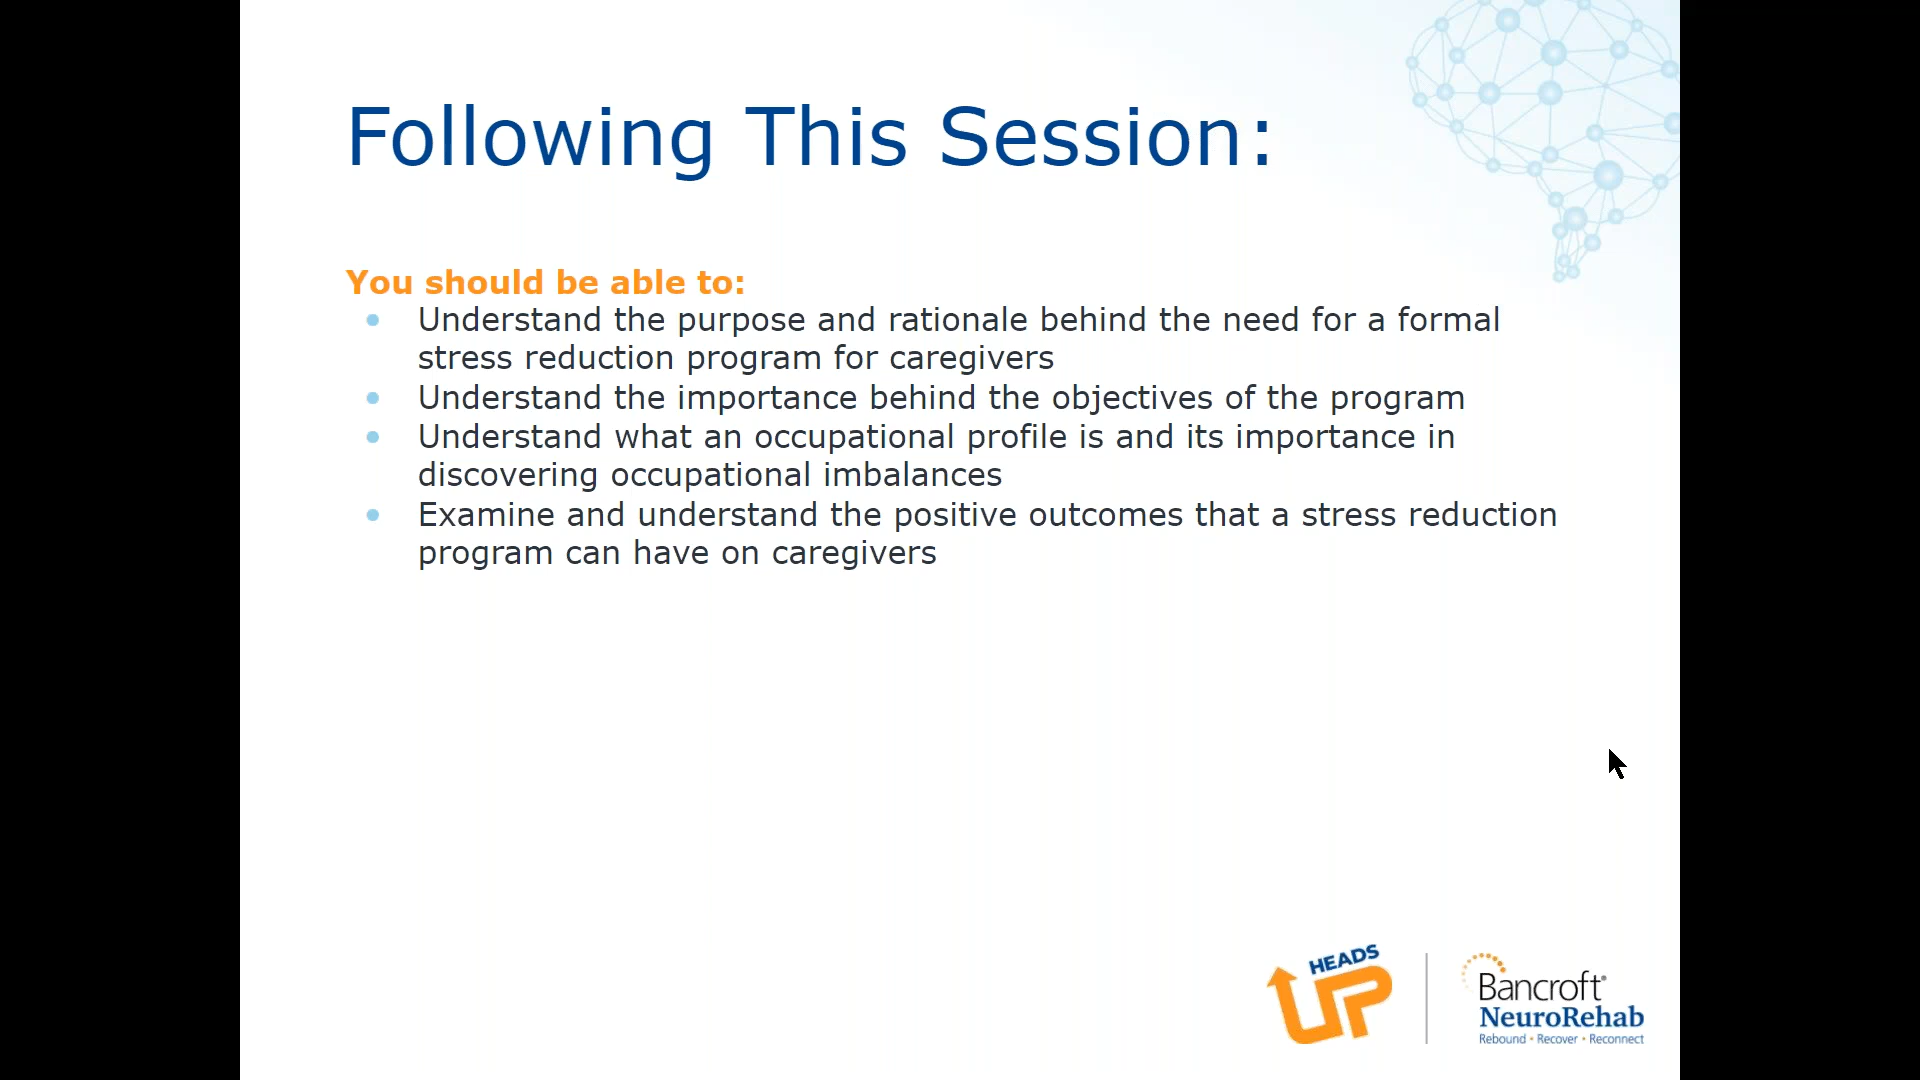 Following This Session:
You should be able to:
• Understand the purpose and rationale behind the need for a formal
stress reduction program for caregivers
• Understand the importance behind the objectives of the program
• Understand what an occupational profile is and its importance in
discovering occupational imbalances
• Examine and understand the positive outcomes that a stress reduction
program can have on caregivers
HEADS
UP
Bancroft®
NeuroRehab
Rebound • Recover • Reconnect